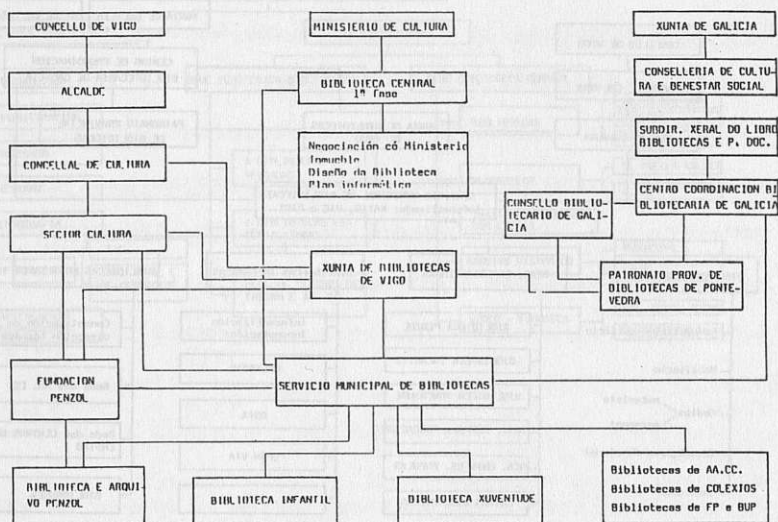 CONCELLO DE VIGO
MINISTERIO DE CULTURA
XUNTA DE GALICIA
ALCALDE
BIBLIOTECA CENTRAL
1ª fase
CONSELLERIA DE CULTU-
RA E BENESTAR SOCIAL
SUBDIR. XERAL DO LIBRO
BIBLIOTECAS E P. DOC.
CONCELLAL DE CULTURA
Negociación có Ministerio
Inmueble
Diseño da Biblioteca
Plan informático
CENTRO COORDINACION BI
BLIOTECARIA DE GALICIA
CONSELLO BIBLIO-
TECARIO DE GALI-
CIA
SECTOR CULTURA
XUNTA DE BIBLIOTECAS
DE VIGO
PATRONATO PROV. DE
BIBLIOTECAS DE PONTE-
VEDRA
FUNDACION
PENZOL
SERVICIO MUNICIPAL DE BIBLIOTECAS
BIBLIOTECA E ARQUI
VO PENZOL
BIBLIOTECA INFANTIL
BIBLIOTECA XUVENTUDE
Bibliotecas de AA.CC.
Bibliotecas de COLEXIOS
Bibliotecas de FP e BUP